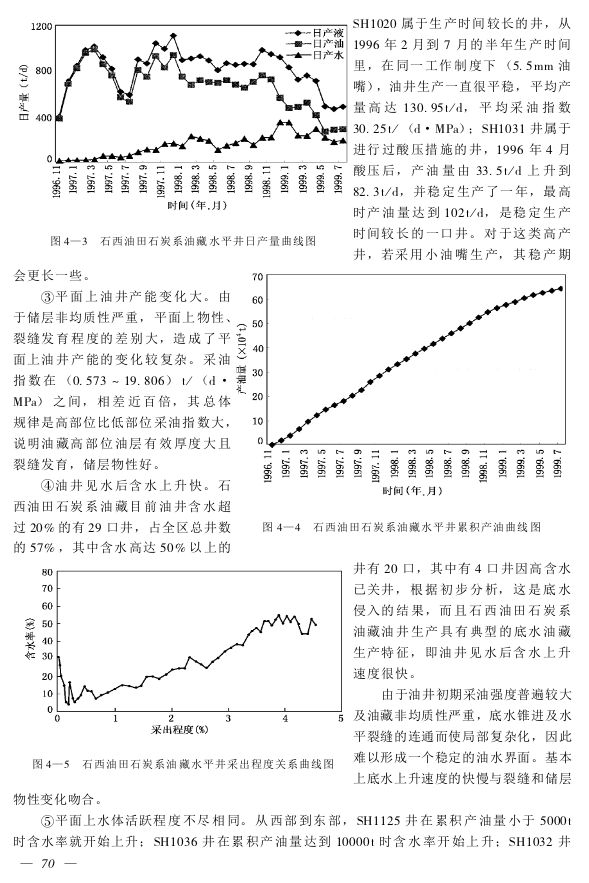 1200
800
400
0
日产量(t/d)
日产液
日产油
日产水
1996.11
1997.1
1997.3
1997.5
1997.7
1997.9
1997.11
1998.1
1998.3
1998.5
1998.7
1998.9
1998.11
1999.1
1999.3
1999.5
1999.7
时间(年.月)
图 4—3 石西油田石炭系油藏水平井日产量曲线图
SH1020 属于生产时间较长的井，从
1996 年 2 月到 7 月的半年生产时间
里，在同一工作制度下（5. 5mm 油
嘴），油井生产一直很平稳，平均产
量高达 130. 95t/d，平均采油指数
30. 25t/（d·MPa）；SH1031 井属于
进行过酸压措施的井，1996 年 4 月
酸压后，产油量由 33. 5t/d 上升到
82. 3t/d，并稳定生产了一年，最高
时产油量达到 102t/d，是稳定生产
时间较长的一口井。对于这类高产
井，若采用小油嘴生产，其稳产期
会更长一些。
③平面上油井产能变化大。由
于储层非均质性严重，平面上物性、
裂缝发育程度的差别大，造成了平
面上油井产能的变化较复杂。采油
指数在（0. 573 ~ 19. 806）t/（d·
MPa）之间，相差近百倍，其总体
规律是高部位比低部位采油指数大，
说明油藏高部位油层有效厚度大且
裂缝发育，储层物性好。
④油井见水后含水上升快。石
西油田石炭系油藏目前油井含水超
过 20% 的有 29 口井，占全区总井数
的 57%，其中含水高达 50% 以上的
70
60
50
40
30
20
10
0
产油量(×10⁴t)
1996.11
1997.1
1997.3
1997.5
1997.7
1997.9
1997.11
1998.1
1998.3
1998.5
1998.7
1998.9
1998.11
1999.1
1999.3
1999.5
1999.7
时间(年.月)
图 4—4 石西油田石炭系油藏水平井累积产油曲线图
80
70
60
50
40
30
20
10
0
含水率(%)
0 1 2 3 4 5
采出程度(%)
图 4—5 石西油田石炭系油藏水平井采出程度关系曲线图
井有 20 口，其中有 4 口井因高含水
已关井，根据初步分析，这是底水
侵入的结果，而且石西油田石炭系
油藏油井生产具有典型的底水油藏
生产特征，即油井见水后含水上升
速度很快。
由于油井初期采油强度普遍较大
及油藏非均质性严重，底水锥进及水
平裂缝的连通而使局部复杂化，因此
难以形成一个稳定的油水界面。基本
上底水上升速度的快慢与裂缝和储层
物性变化吻合。
⑤平面上水体活跃程度不尽相同。从西部到东部，SH1125 井在累积产油量小于 5000t
时含水率就开始上升；SH1036 井在累积产油量达到 10000t 时含水率开始上升；SH1032 井
— 70 —